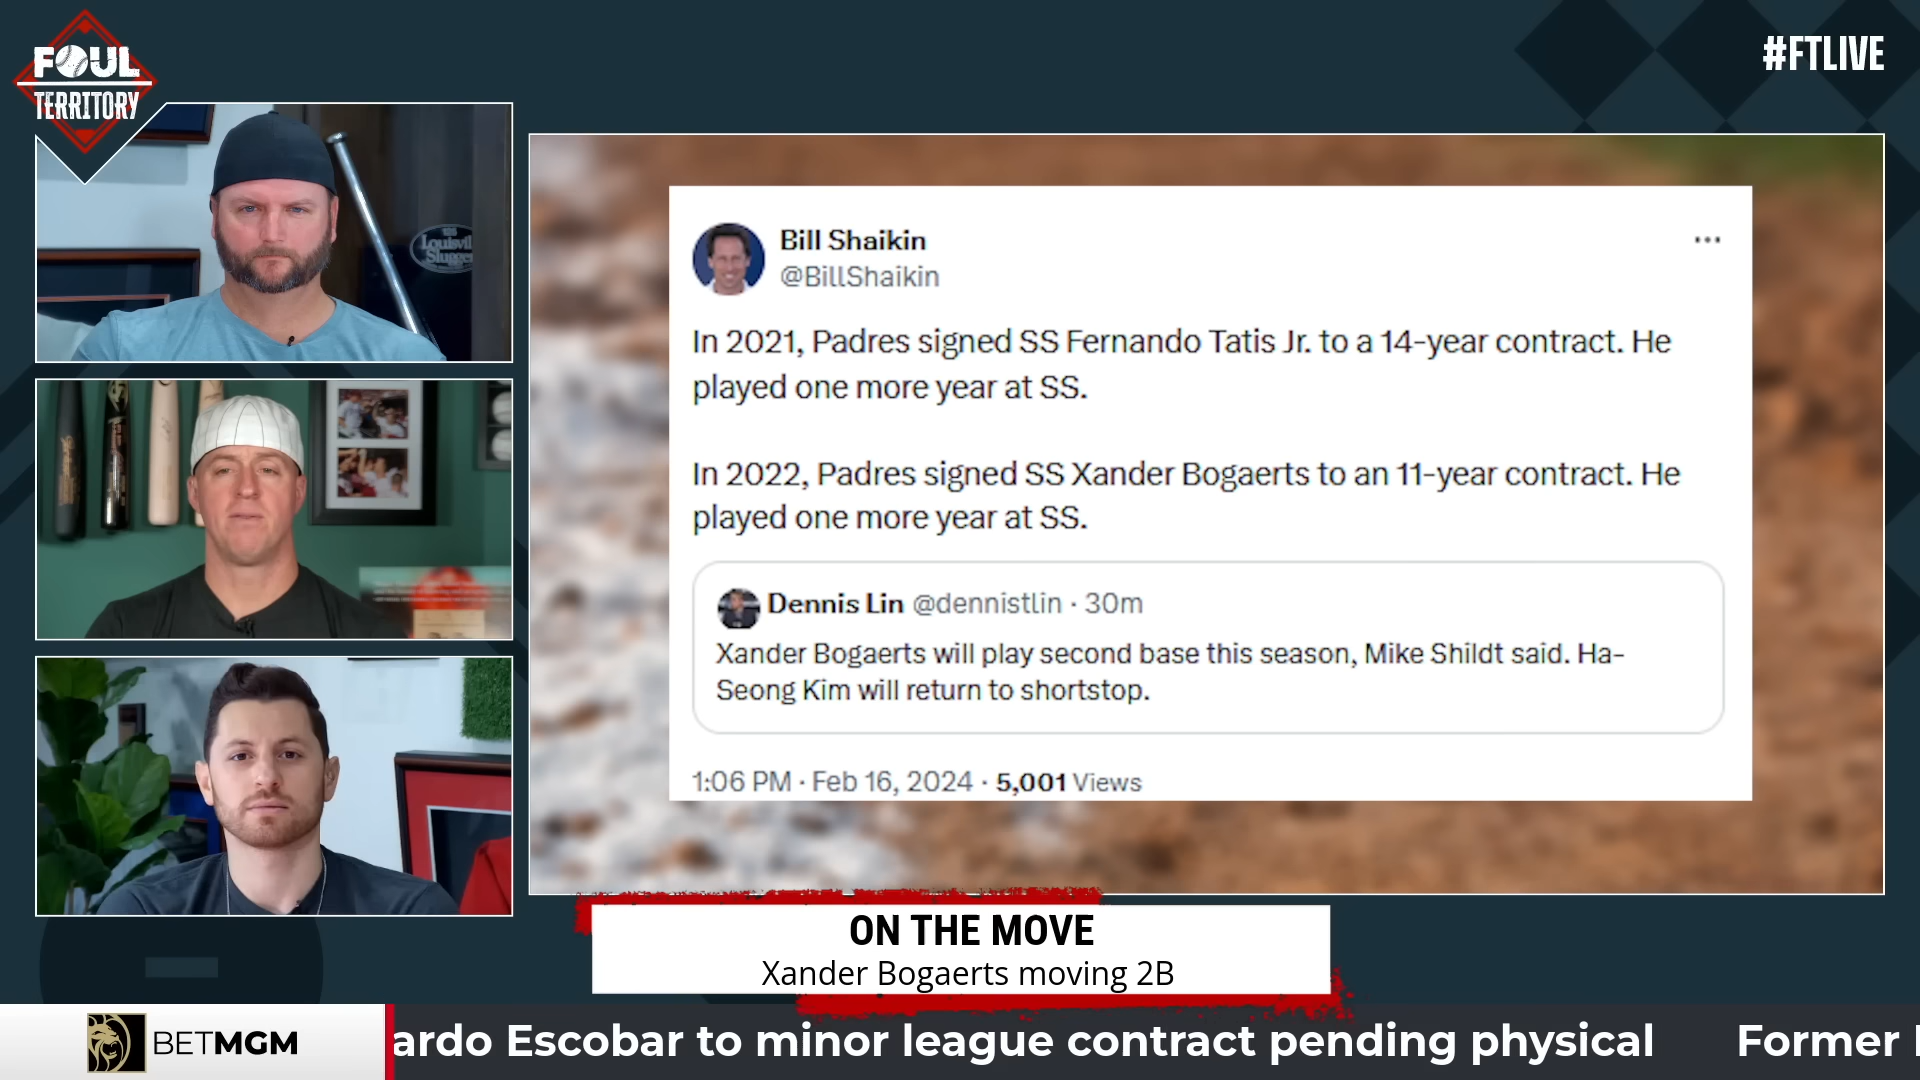 FOUL
TERRITORY
#FTLIVE
Louisvil
Slugger
Bill Shaikin
@BillShaikin
In 2021, Padres signed SS Fernando Tatis Jr. to a 14-year contract. He
played one more year at SS.
In 2022, Padres signed SS Xander Bogaerts to an 11-year contract. He
played one more year at SS.
Dennis Lin @dennistlin · 30m
Xander Bogaerts will play second base this season, Mike Shildt said. Ha-
Seong Kim will return to shortstop.
1:06 PM · Feb 16, 2024 · 5,001 Views
ON THE MOVE
Xander Bogaerts moving 2B
BETMGM
ardo Escobar to minor league contract pending physical
Former